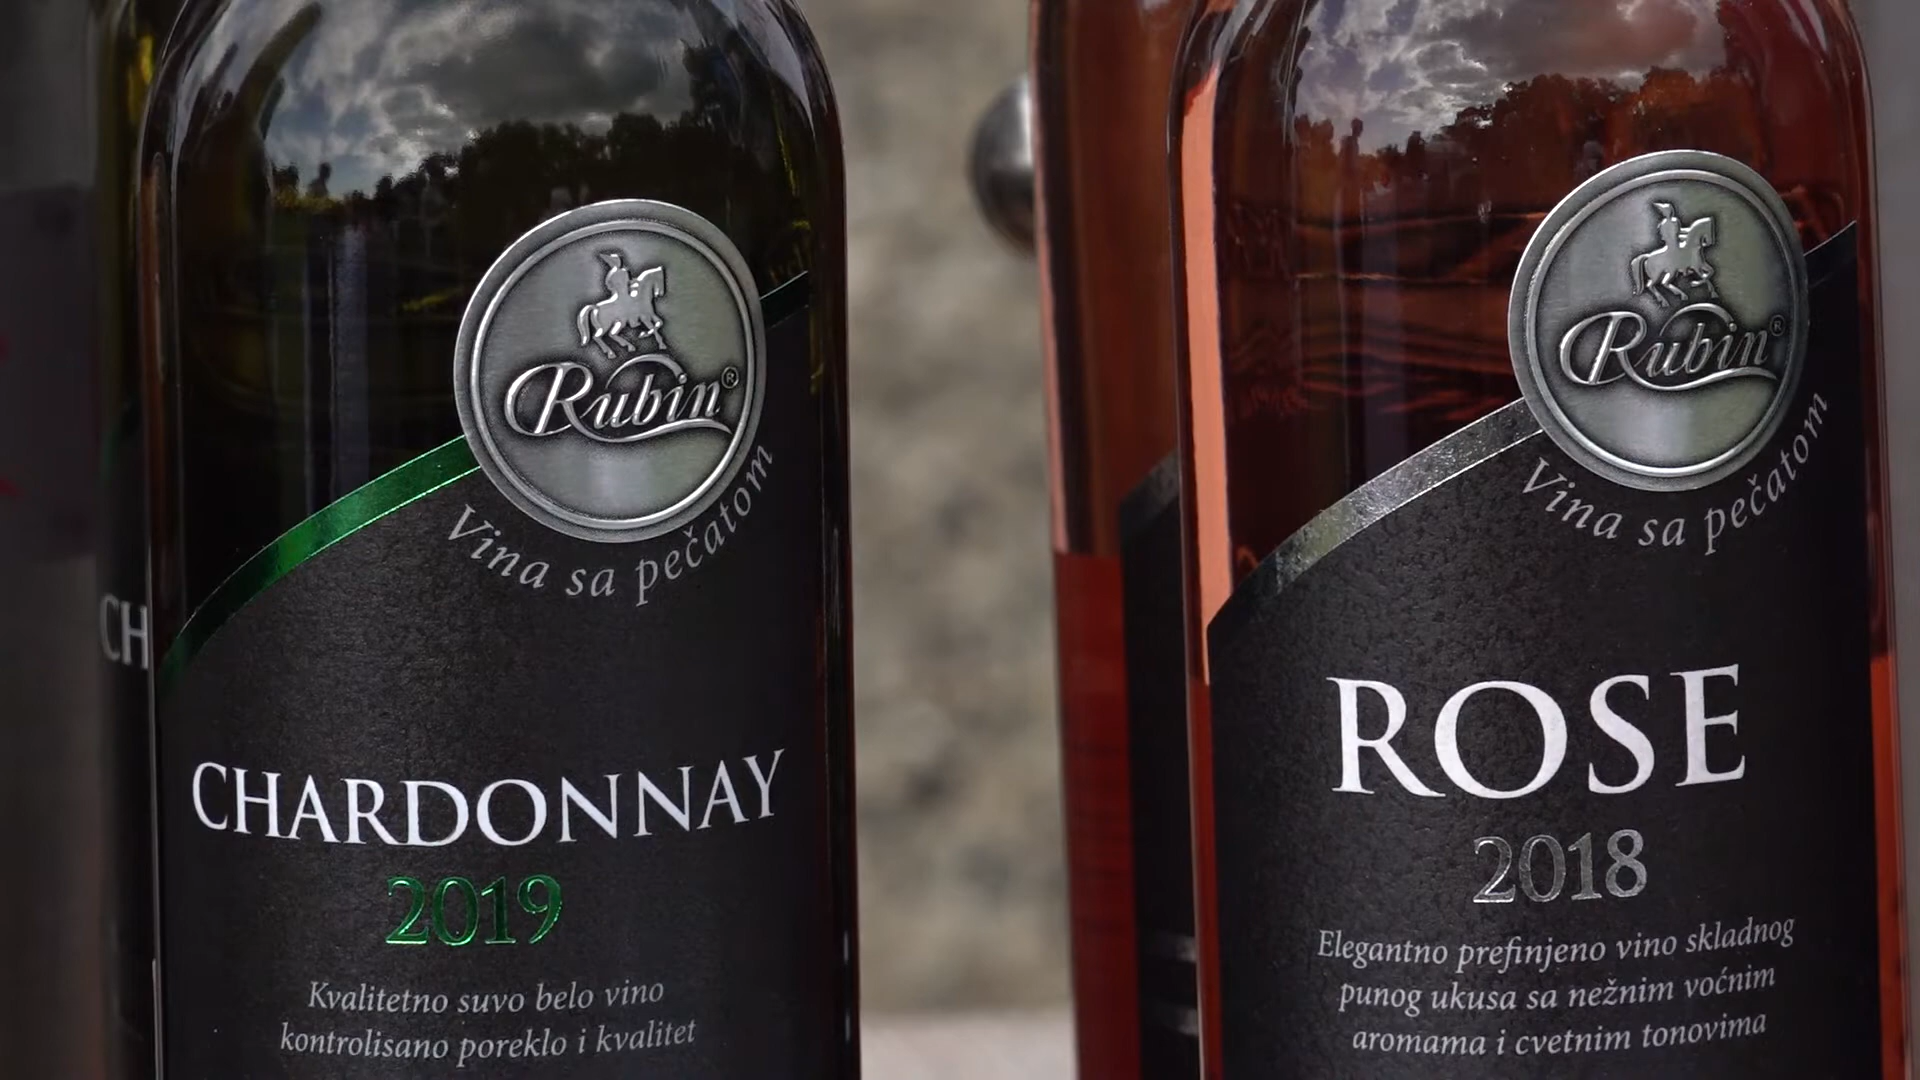 CH
Rubin®
Vina sa pečatom
CHARDONNAY
2019
Kvalitetno suvo belo vino
kontrolisano poreklo i kvalitet
Rubin®
Vina sa pečatom
ROSE
2018
Elegantno prefinjeno vino skladnog
punog ukusa sa nežnim voćnim
aromama i cvetnim tonovima